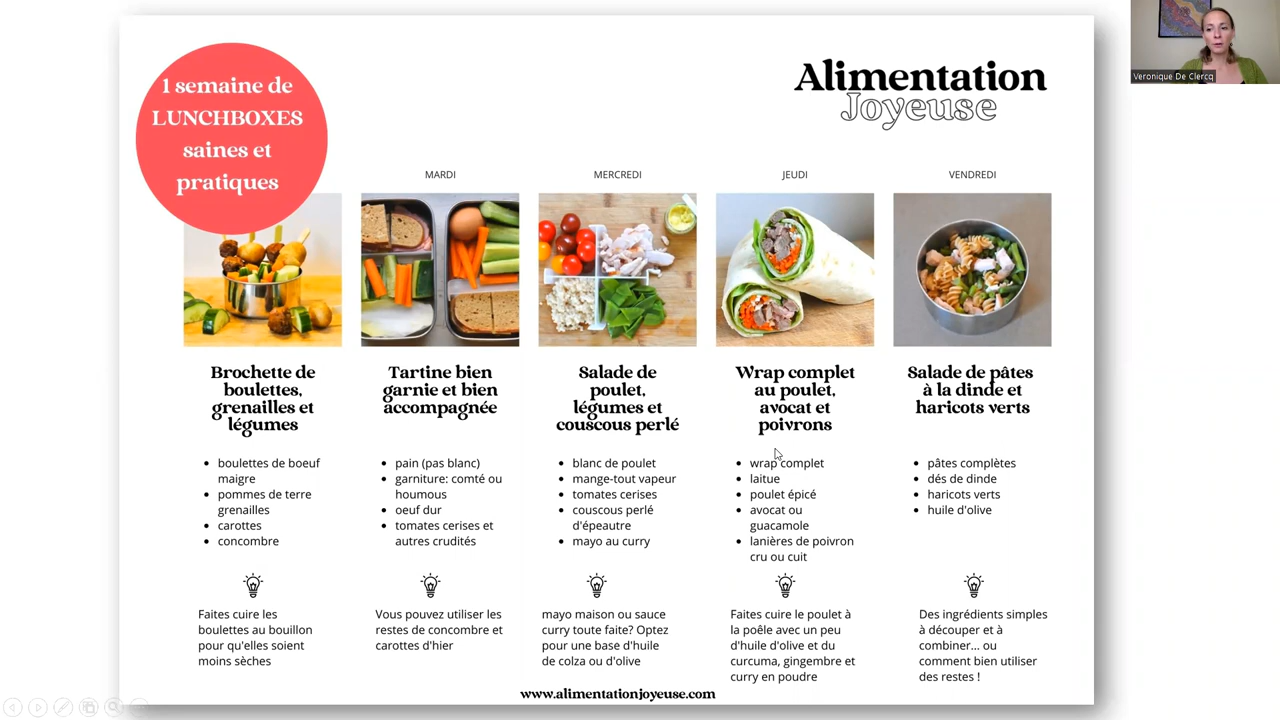 1 semaine de
LUNCHBOXES
saines et
pratiques
Alimentation
Joyeuse
Veronique De Clercq
Brochette de
boulettes,
grenailles et
légumes
boulettes de boeuf
maigre
pommes de terre
grenailles
carottes
concombre
Faites cuire les
boulettes au bouillon
pour qu'elles soient
moins sèches
MARDI
Tartine bien
garnie et bien
accompagnée
pain (pas blanc)
garniture: comté ou
houmous
oeuf dur
tomates cerises et
autres crudités
Vous pouvez utiliser les
restes de concombre et
carottes d'hier
MERCREDI
Salade de
poulet,
légumes et
couscous perlé
blanc de poulet
mange-tout vapeur
tomates cerises
couscous perlé
d'épeautre
mayo au curry
mayo maison ou sauce
curry toute faite? Optez
pour une base d'huile
de colza ou d'olive
JEUDI
Wrap complet
au poulet,
avocat et
poivrons
wrap complet
laitue
poulet épicé
avocat ou
guacamole
lanières de poivron
cru ou cuit
Faites cuire le poulet à
la poêle avec un peu
d'huile d'olive et du
curcuma, gingembre et
curry en poudre
VENDREDI
Salade de pâtes
à la dinde et
haricots verts
pâtes complètes
dés de dinde
haricots verts
huile d'olive
Des ingrédients simples
à découper et à
combiner... ou
comment bien utiliser
des restes !
www.alimentationjoyeuse.com